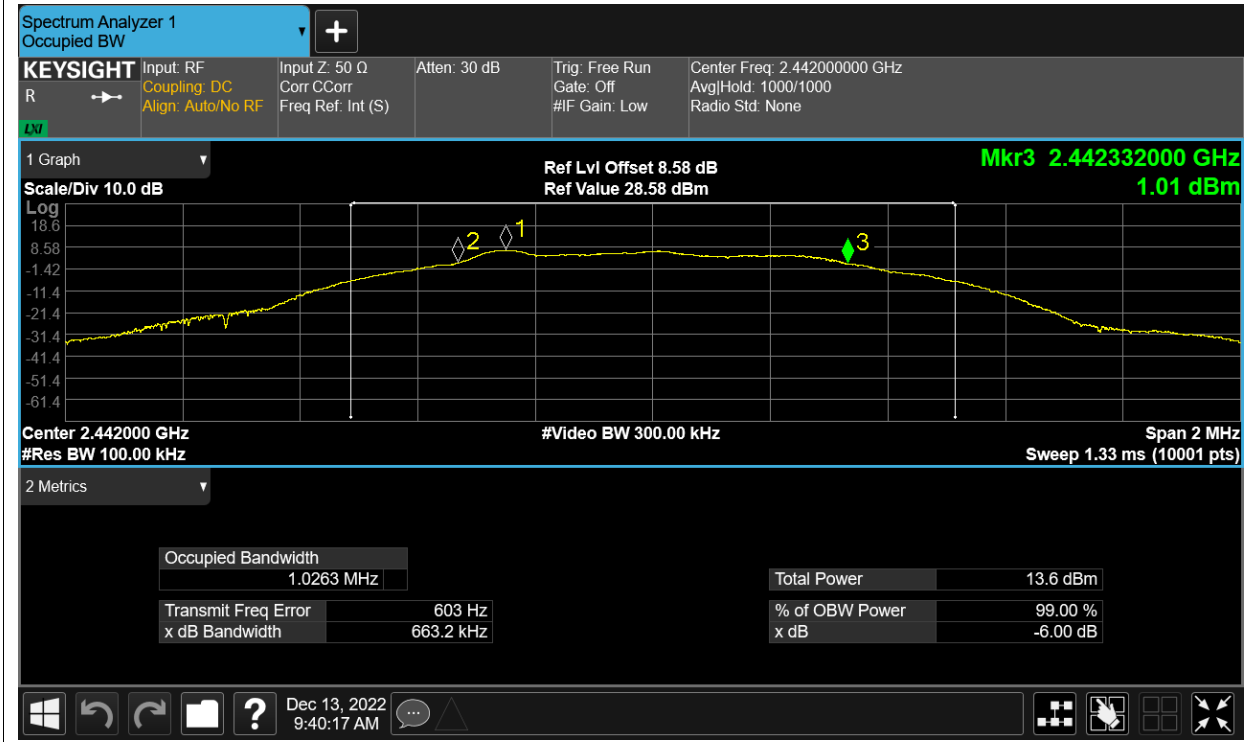 Spectrum Analyzer 1
Occupied BW
KEYSIGHT Input: RF Input Z: 50 Ω Atten: 30 dB Trig: Free Run Center Freq: 2.442000000 GHz
R Coupling: DC Corr CCorr Gate: Off Avg|Hold: 1000/1000
Align: Auto/No RF Freq Ref: Int (S) #IF Gain: Low Radio Std: None
LXI
1 Graph Ref Lvl Offset 8.58 dB Mkr3 2.442332000 GHz
Scale/Div 10.0 dB Ref Value 28.58 dBm 1.01 dBm
Log
18.6
8.58
-1.42
-11.4
-21.4
-31.4
-41.4
-51.4
-61.4
2 1 3
Center 2.442000 GHz #Video BW 300.00 kHz Span 2 MHz
#Res BW 100.00 kHz Sweep 1.33 ms (10001 pts)
2 Metrics
Occupied Bandwidth
1.0263 MHz Total Power 13.6 dBm
Transmit Freq Error 603 Hz % of OBW Power 99.00 %
x dB Bandwidth 663.2 kHz x dB -6.00 dB
? Dec 13, 2022
9:40:17 AM